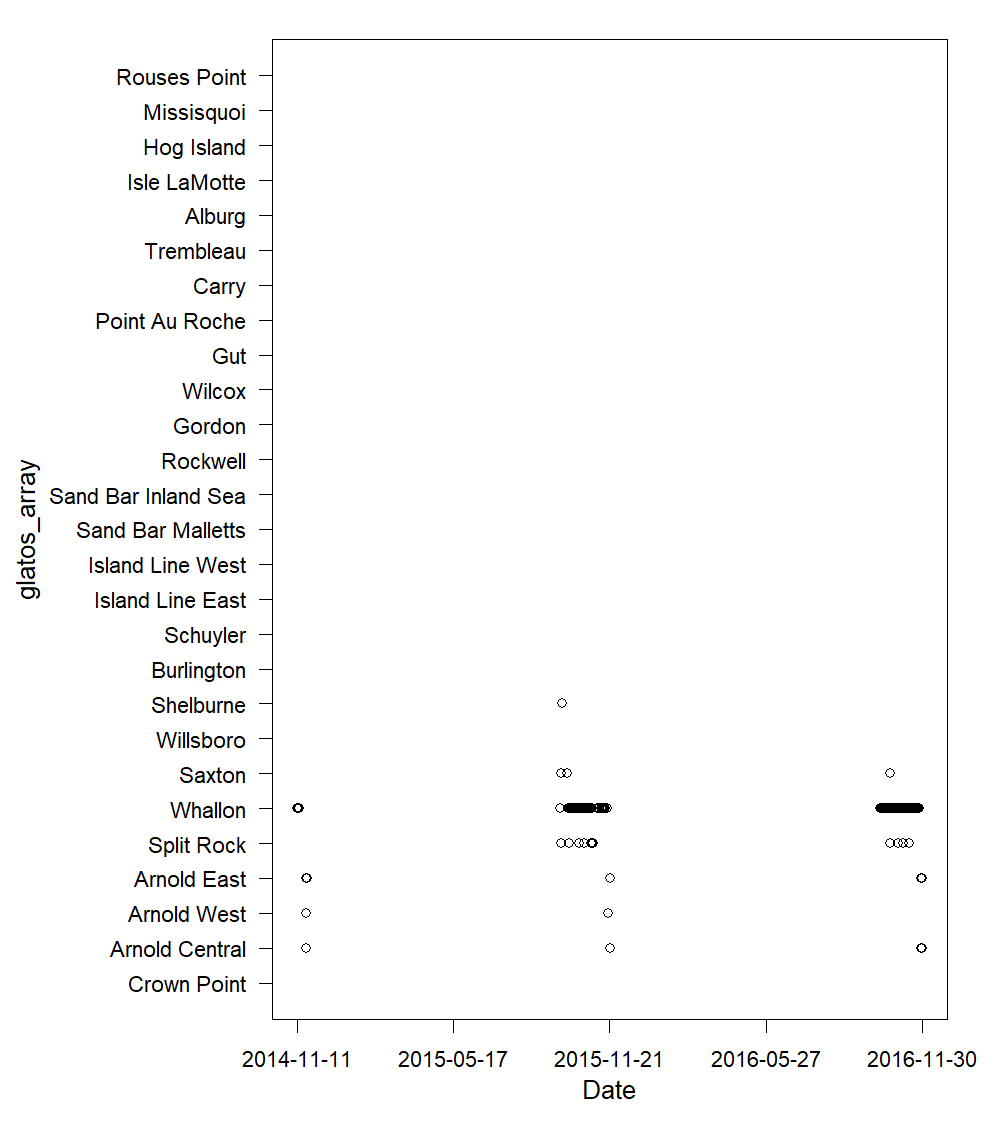 Rouses Point
Missisquoi
Hog Island
Isle LaMotte
Alburg
Trembleau
Carry
Point Au Roche
Gut
Wilcox
Gordon
Rockwell
Sand Bar Inland Sea
Sand Bar Malletts
Island Line West
Island Line East
Schuyler
Burlington
Shelburne
Willsboro
Saxton
Whallon
Split Rock
Arnold East
Arnold West
Arnold Central
Crown Point
glatos_array
2014-11-11 2015-05-17 2015-11-21 2016-05-27 2016-11-30
Date